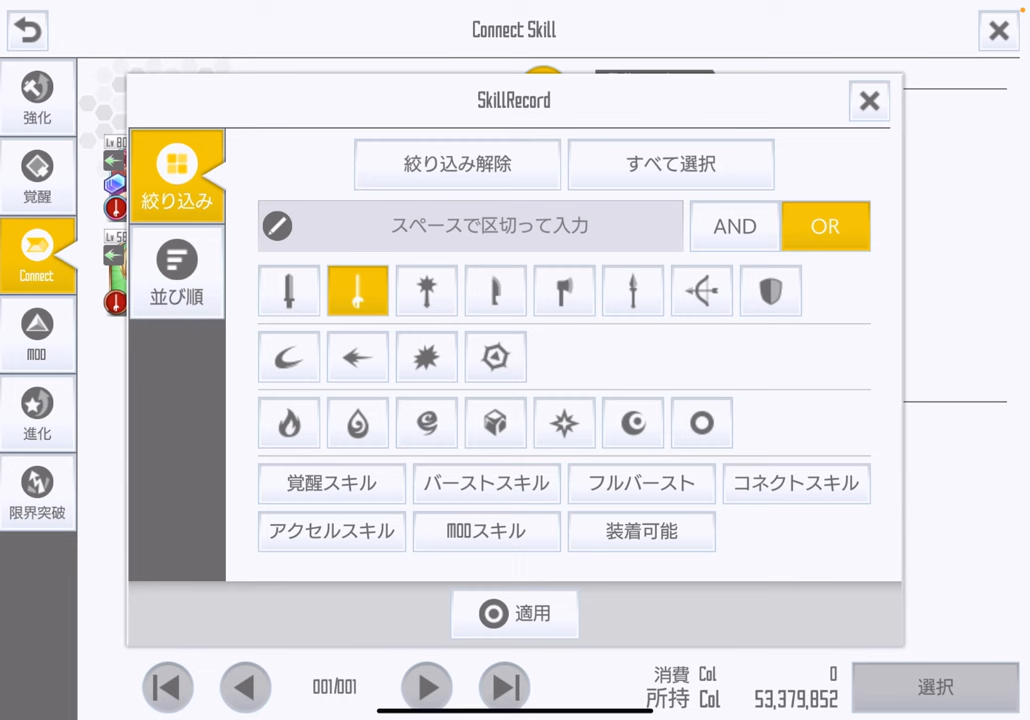 Connect Skill
SkillRecord
強化
覚醒
Connect
MOD
進化
限界突破
Lv 80
Lv 58
絞り込み
並び順
絞り込み解除
すべて選択
スペースで区切って入力
AND
OR
覚醒スキル
バーストスキル
フルバースト
コネクトスキル
アクセルスキル
MODスキル
装着可能
適用
001/001
消費 Col 0
所持 Col 53,379,852
選択